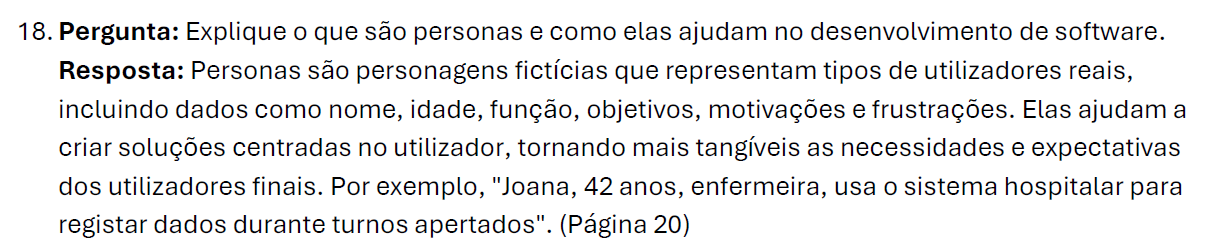 18. Pergunta: Explique o que são personas e como elas ajudam no desenvolvimento de software.
Resposta: Personas são personagens fictícias que representam tipos de utilizadores reais,
incluindo dados como nome, idade, função, objetivos, motivações e frustrações. Elas ajudam a
criar soluções centradas no utilizador, tornando mais tangíveis as necessidades e expectativas
dos utilizadores finais. Por exemplo, "Joana, 42 anos, enfermeira, usa o sistema hospitalar para
registar dados durante turnos apertados". (Página 20)